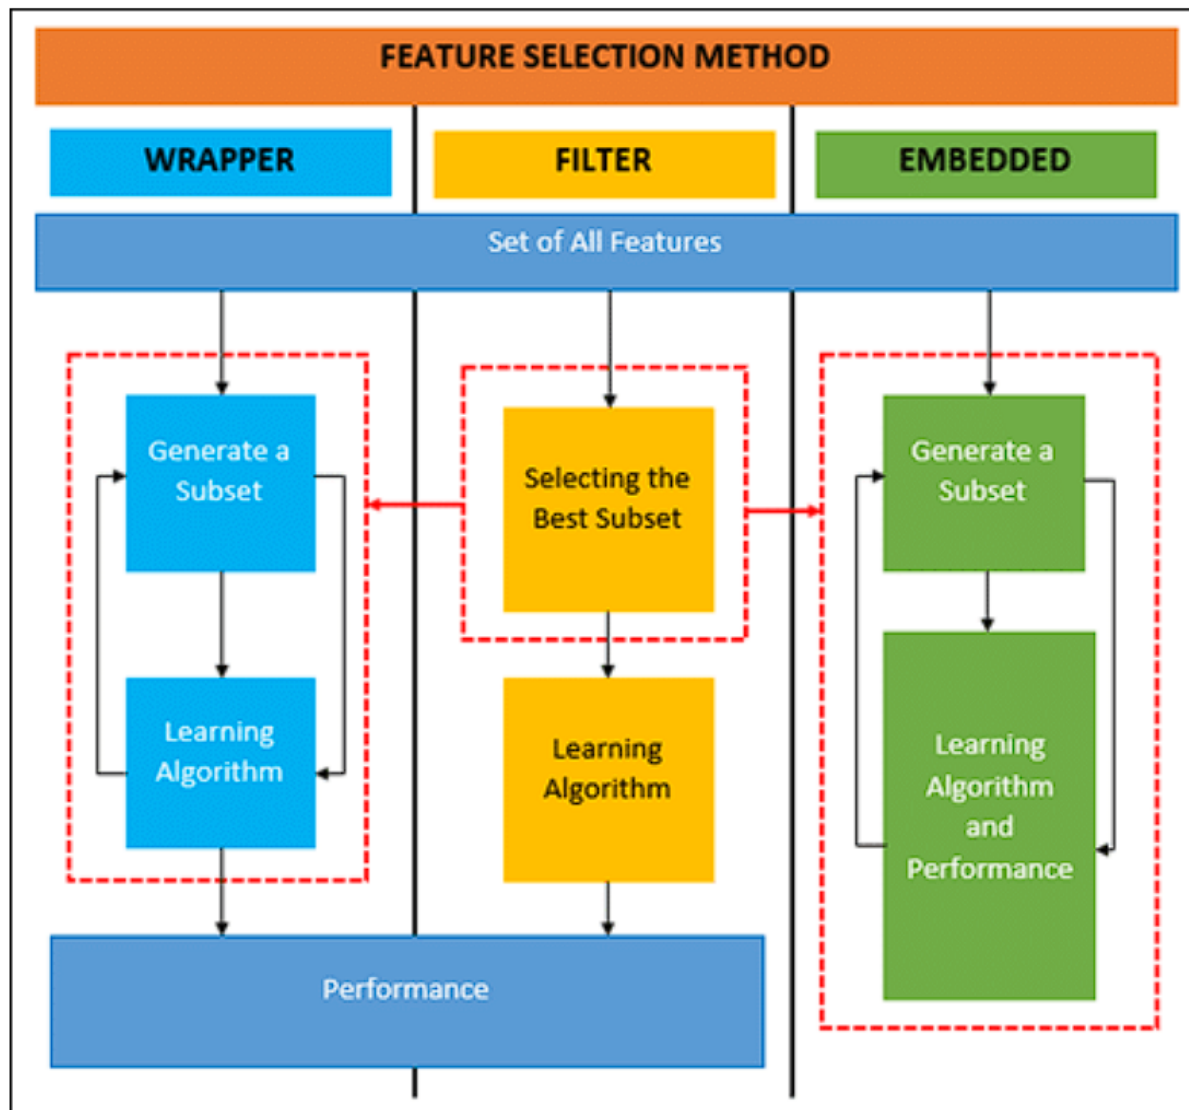 FEATURE SELECTION METHOD
WRAPPER
FILTER
EMBEDDED
Set of All Features
Generate a
Subset
Learning
Algorithm
Selecting the
Best Subset
Learning
Algorithm
Generate a
Subset
Learning
Algorithm
and
Performance
Performance